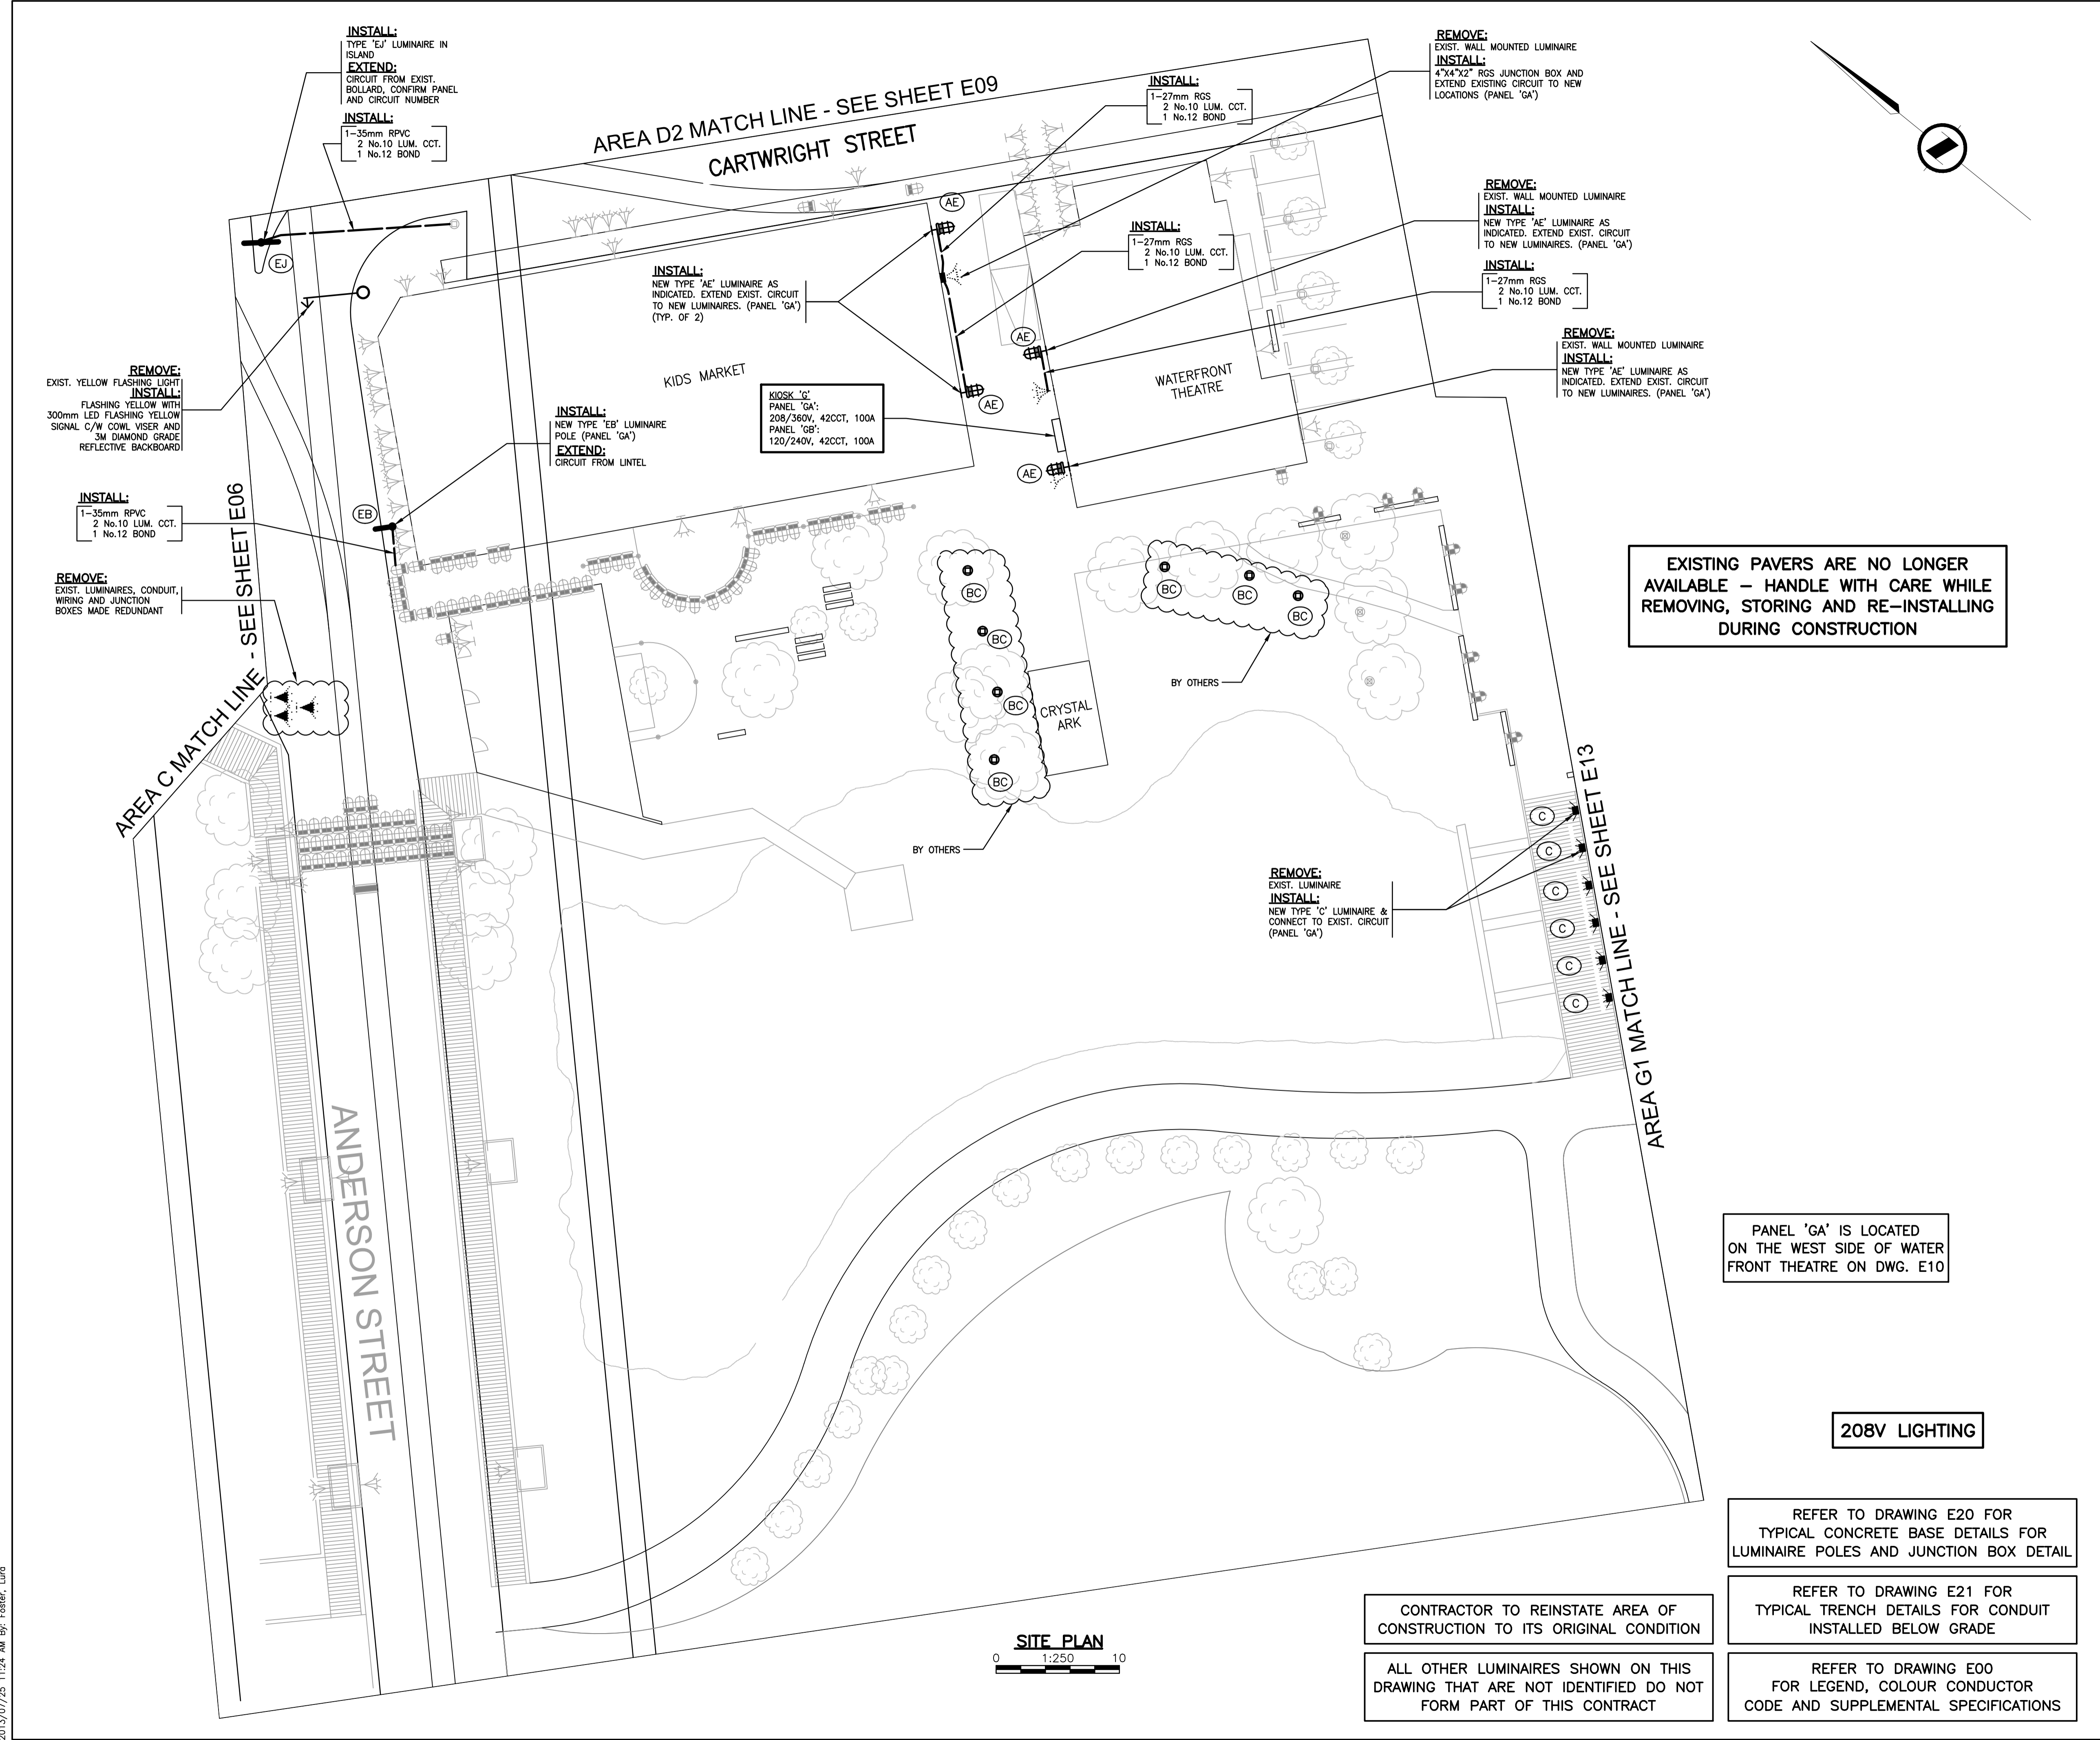 INSTALL:
TYPE 'EJ' LUMINAIRE IN
ISLAND
EXTEND:
CIRCUIT FROM EXIST.
BOLLARD, CONFIRM PANEL
AND CIRCUIT NUMBER
INSTALL:
1-35mm RPVC
2 No.10 LUM. CCT.
1 No.12 BOND
AREA D2 MATCH LINE - SEE SHEET E09
CARTWRIGHT STREET
INSTALL:
1-27mm RGS
2 No.10 LUM. CCT.
1 No.12 BOND
REMOVE:
EXIST. WALL MOUNTED LUMINAIRE
INSTALL:
4"X4"X2" RGS JUNCTION BOX AND
EXTEND EXISTING CIRCUIT TO NEW
LOCATIONS (PANEL 'GA')
REMOVE:
EXIST. WALL MOUNTED LUMINAIRE
INSTALL:
NEW TYPE 'AE' LUMINAIRE AS
INDICATED. EXTEND EXIST. CIRCUIT
TO NEW LUMINAIRES. (PANEL 'GA')
INSTALL:
1-27mm RGS
2 No.10 LUM. CCT.
1 No.12 BOND
INSTALL:
1-27mm RGS
2 No.10 LUM. CCT.
1 No.12 BOND
REMOVE:
EXIST. WALL MOUNTED LUMINAIRE
INSTALL:
NEW TYPE 'AE' LUMINAIRE AS
INDICATED. EXTEND EXIST. CIRCUIT
TO NEW LUMINAIRES. (PANEL 'GA')
INSTALL:
NEW TYPE 'AE' LUMINAIRE AS
INDICATED. EXTEND EXIST. CIRCUIT
TO NEW LUMINAIRES. (PANEL 'GA')
(TYP. OF 2)
AE
EJ
AE
AE
AE
KIDS MARKET
WATERFRONT
THEATRE
KIOSK 'G'
PANEL 'GA':
208/360V, 42CCT, 100A
PANEL 'GB':
120/240V, 42CCT, 100A
REMOVE:
EXIST. YELLOW FLASHING LIGHT
INSTALL:
FLASHING YELLOW WITH
300mm LED FLASHING YELLOW
SIGNAL C/W COWL VISER AND
3M DIAMOND GRADE
REFLECTIVE BACKBOARD
INSTALL:
NEW TYPE 'EB' LUMINAIRE
POLE (PANEL 'GA')
EXTEND:
CIRCUIT FROM LINTEL
INSTALL:
1-35mm RPVC
2 No.10 LUM. CCT.
1 No.12 BOND
EB
REMOVE:
EXIST. LUMINAIRES, CONDUIT,
WIRING AND JUNCTION
BOXES MADE REDUNDANT
AREA C MATCH LINE - SEE SHEET E06
BC
BC
BC
BC
BC
BC
BC
BY OTHERS
BY OTHERS
CRYSTAL
ARK
EXISTING PAVERS ARE NO LONGER
AVAILABLE – HANDLE WITH CARE WHILE
REMOVING, STORING AND RE-INSTALLING
DURING CONSTRUCTION
REMOVE:
EXIST. LUMINAIRE
INSTALL:
NEW TYPE 'C' LUMINAIRE &
CONNECT TO EXIST. CIRCUIT
(PANEL 'GA')
C
C
C
C
C
C
AREA G1 MATCH LINE - SEE SHEET E13
ANDERSON STREET
PANEL 'GA' IS LOCATED
ON THE WEST SIDE OF WATER
FRONT THEATRE ON DWG. E10
208V LIGHTING
REFER TO DRAWING E20 FOR
TYPICAL CONCRETE BASE DETAILS FOR
LUMINAIRE POLES AND JUNCTION BOX DETAIL
REFER TO DRAWING E21 FOR
TYPICAL TRENCH DETAILS FOR CONDUIT
INSTALLED BELOW GRADE
REFER TO DRAWING E00
FOR LEGEND, COLOUR CONDUCTOR
CODE AND SUPPLEMENTAL SPECIFICATIONS
CONTRACTOR TO REINSTATE AREA OF
CONSTRUCTION TO ITS ORIGINAL CONDITION
ALL OTHER LUMINAIRES SHOWN ON THIS
DRAWING THAT ARE NOT IDENTIFIED DO NOT
FORM PART OF THIS CONTRACT
SITE PLAN
0 1:250 10
2013/07/25 11:24 AM By: Foster,